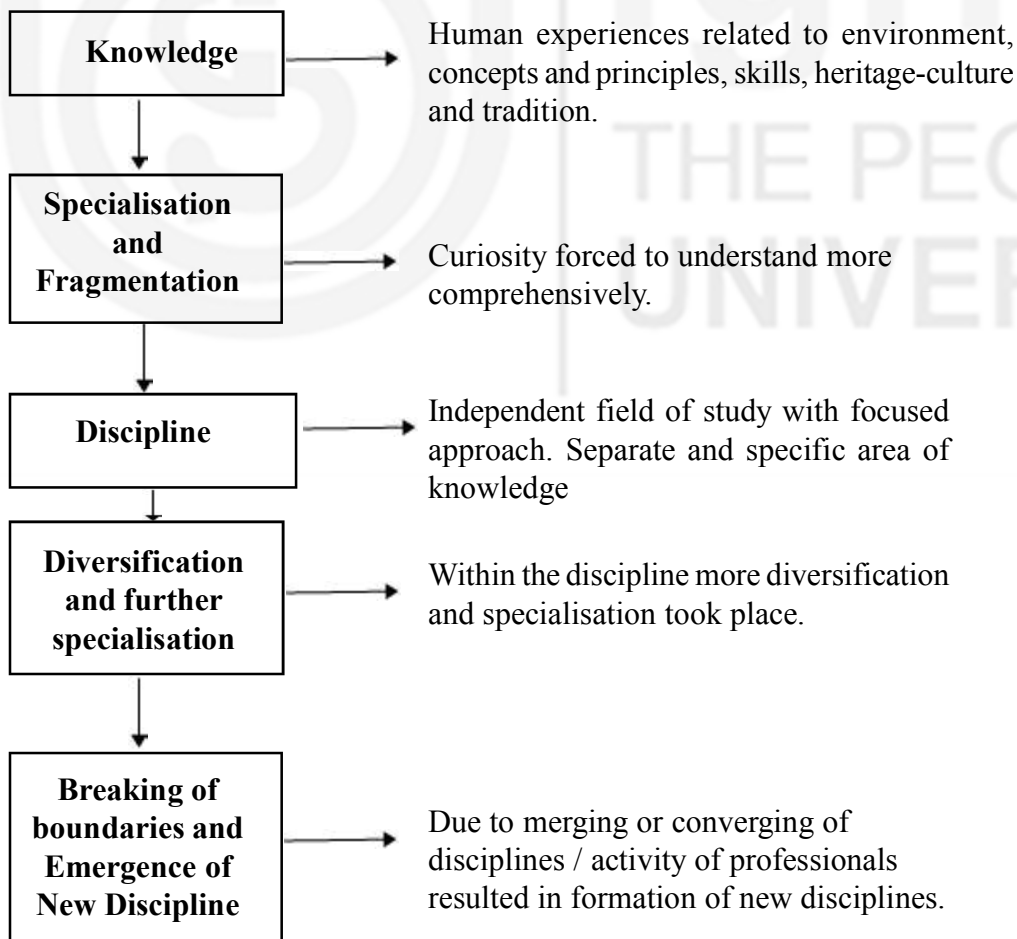 Knowledge
Human experiences related to environment,
concepts and principles, skills, heritage-culture
and tradition.
Specialisation
and
Fragmentation
Curiosity forced to understand more
comprehensively.
Discipline
Independent field of study with focused
approach. Separate and specific area of
knowledge
Diversification
and further
specialisation
Within the discipline more diversification
and specialisation took place.
Breaking of
boundaries and
Emergence of
New Discipline
Due to merging or converging of
disciplines / activity of professionals
resulted in formation of new disciplines.
THE PEO
UNIVER